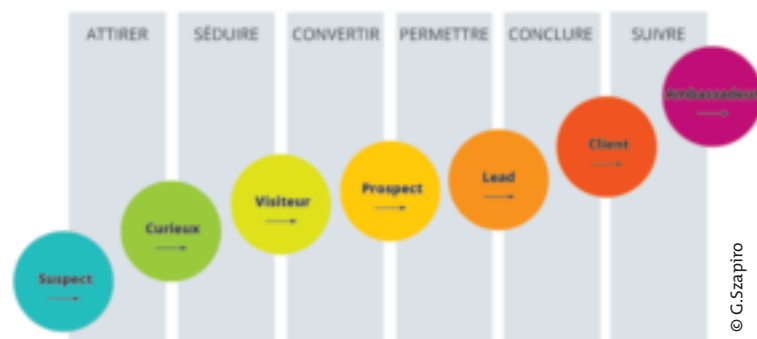 ATTIRER SÉDUIRE CONVERTIR PERMETTRE CONCLURE SUIVRE
Ambassadeur
Client
Lead
Prospect
Visiteur
Curieux
Suspect
© G.Szapiro